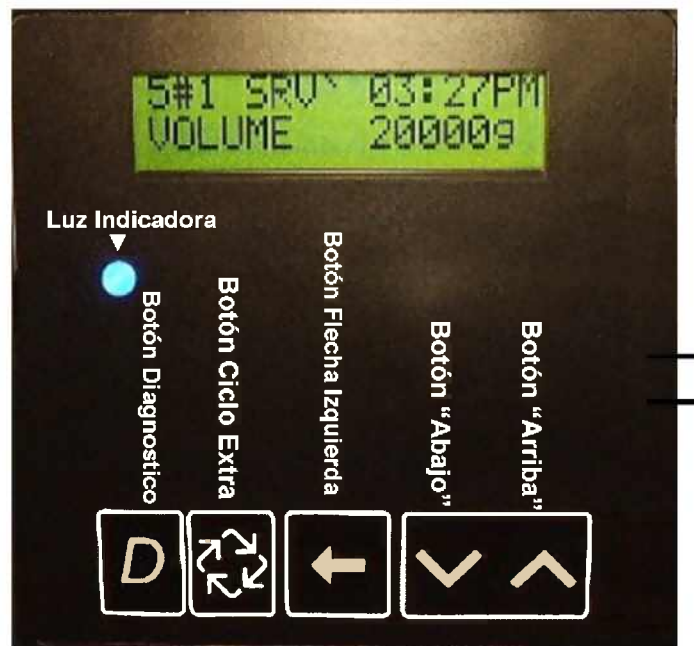 5#1 SRV` 03:27PM
VOLUME 20000g
Luz Indicadora
Botón Diagnostico
Botón Ciclo Extra
Botón Flecha Izquierda
Botón "Abajo"
Botón "Arriba"
D